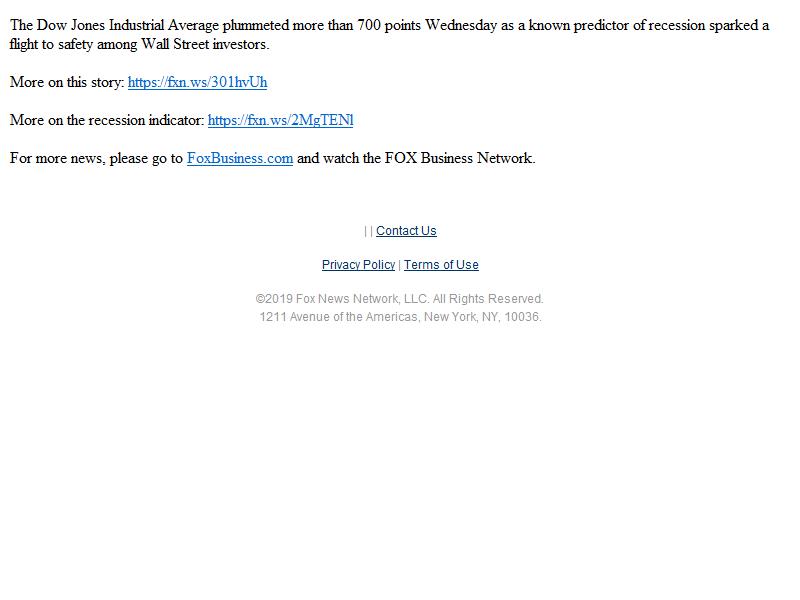 The Dow Jones Industrial Average plummeted more than 700 points Wednesday as a known predictor of recession sparked a
flight to safety among Wall Street investors.
More on this story: https://fxn.ws/301hvUh
More on the recession indicator: https://fxn.ws/2MgTENl
For more news, please go to FoxBusiness.com and watch the FOX Business Network.
| | Contact Us
Privacy Policy | Terms of Use
©2019 Fox News Network, LLC. All Rights Reserved.
1211 Avenue of the Americas, New York, NY, 10036.